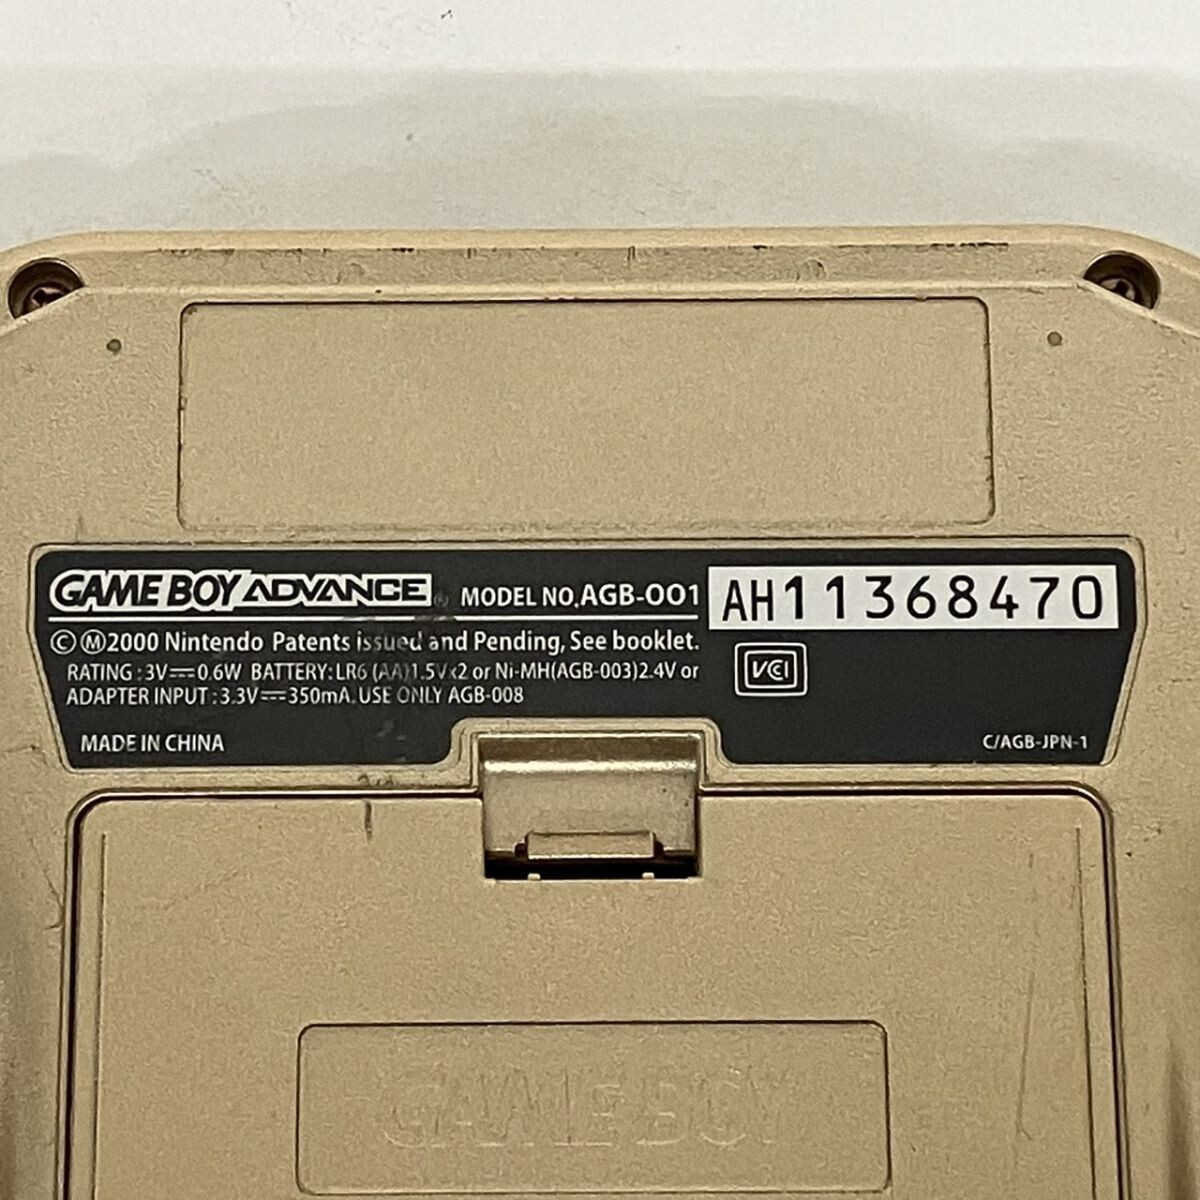 GAME BOY ADVANCE® MODEL NO. AGB-001 AH11368470
©Ⓜ2000 Nintendo Patents issued and Pending, See booklet.
RATING : 3V⎓0.6W BATTERY: LR6 (AA)1.5Vx2 or Ni-MH(AGB-003)2.4V or
ADAPTER INPUT : 3.3V⎓350mA. USE ONLY AGB-008
VCI
MADE IN CHINA
C/AGB-JPN-1
GAME BOY